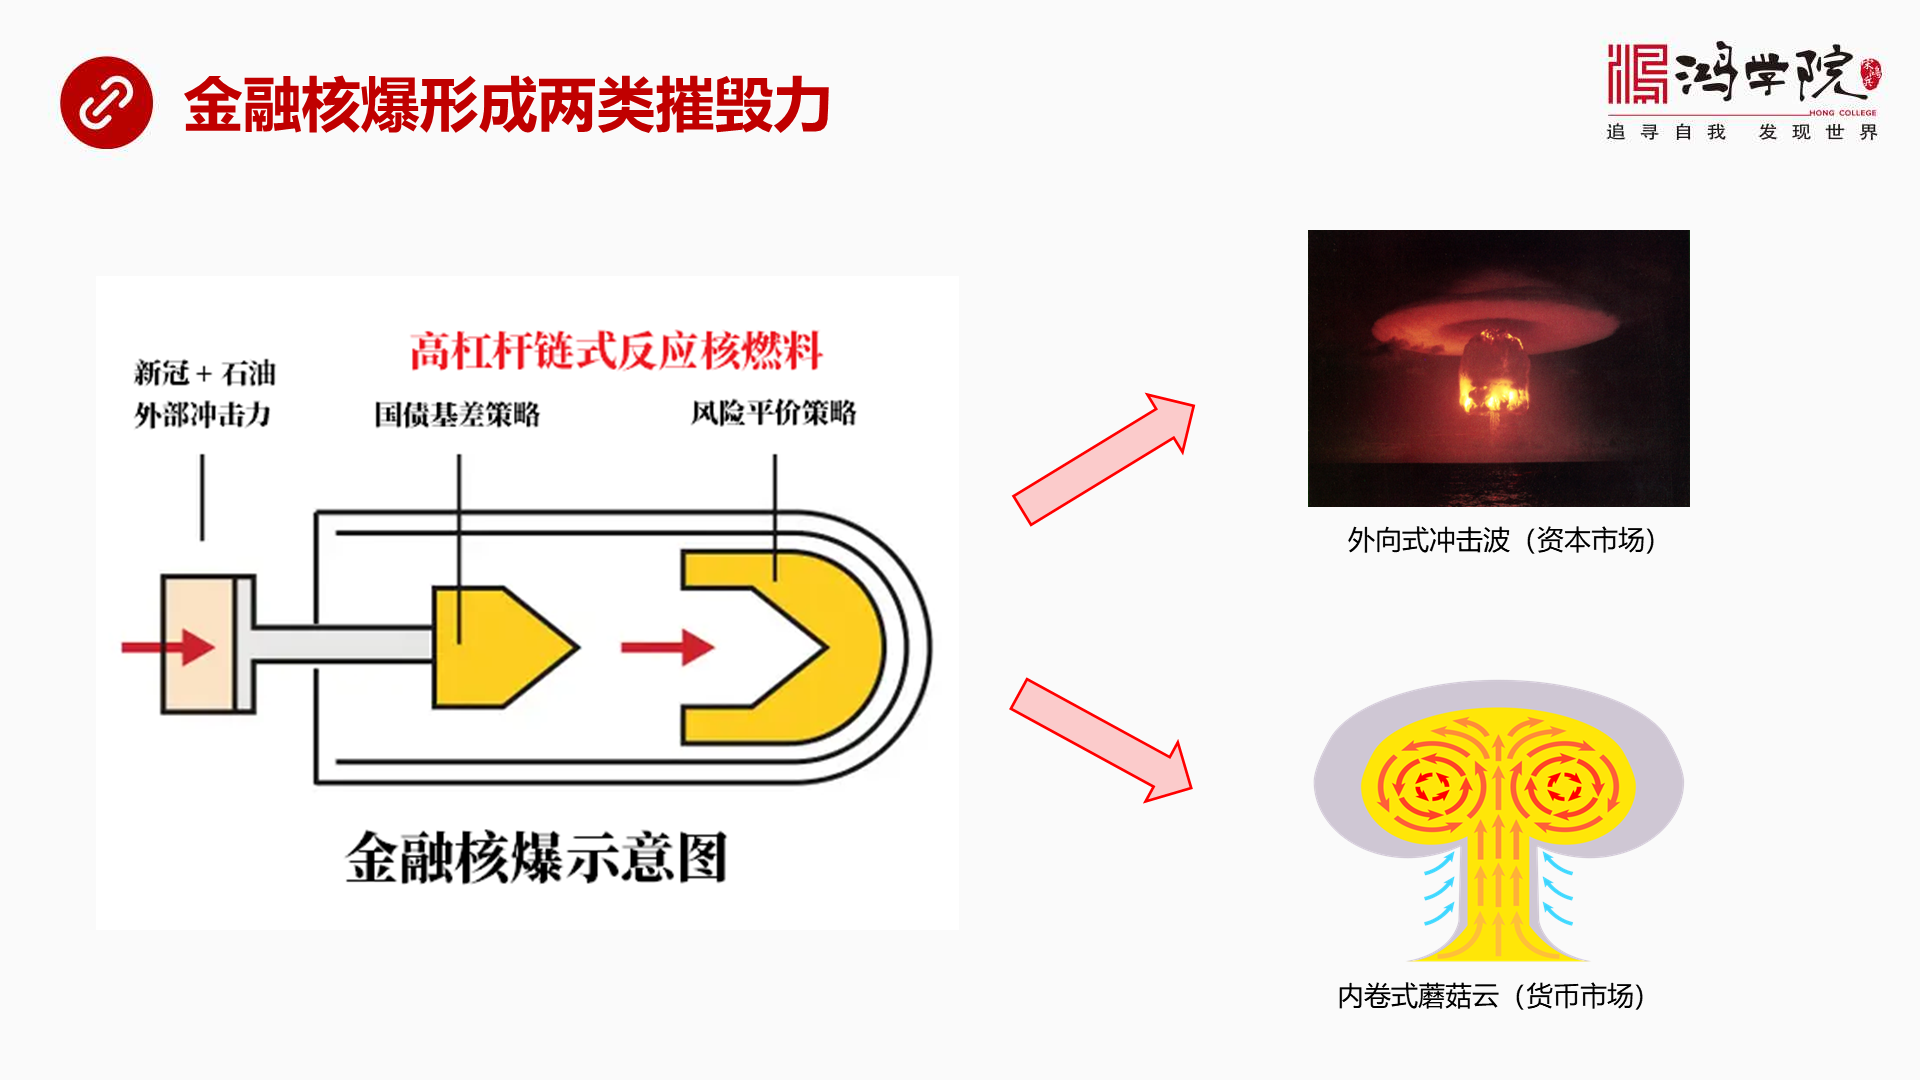 金融核爆形成两类摧毁力
鸿学院
宋鸿兵
HONG COLLEGE
追寻自我 发现世界
高杠杆链式反应核燃料
新冠 + 石油
外部冲击力
国债基差策略
风险平价策略
金融核爆示意图
外向式冲击波（资本市场）
内卷式蘑菇云（货币市场）